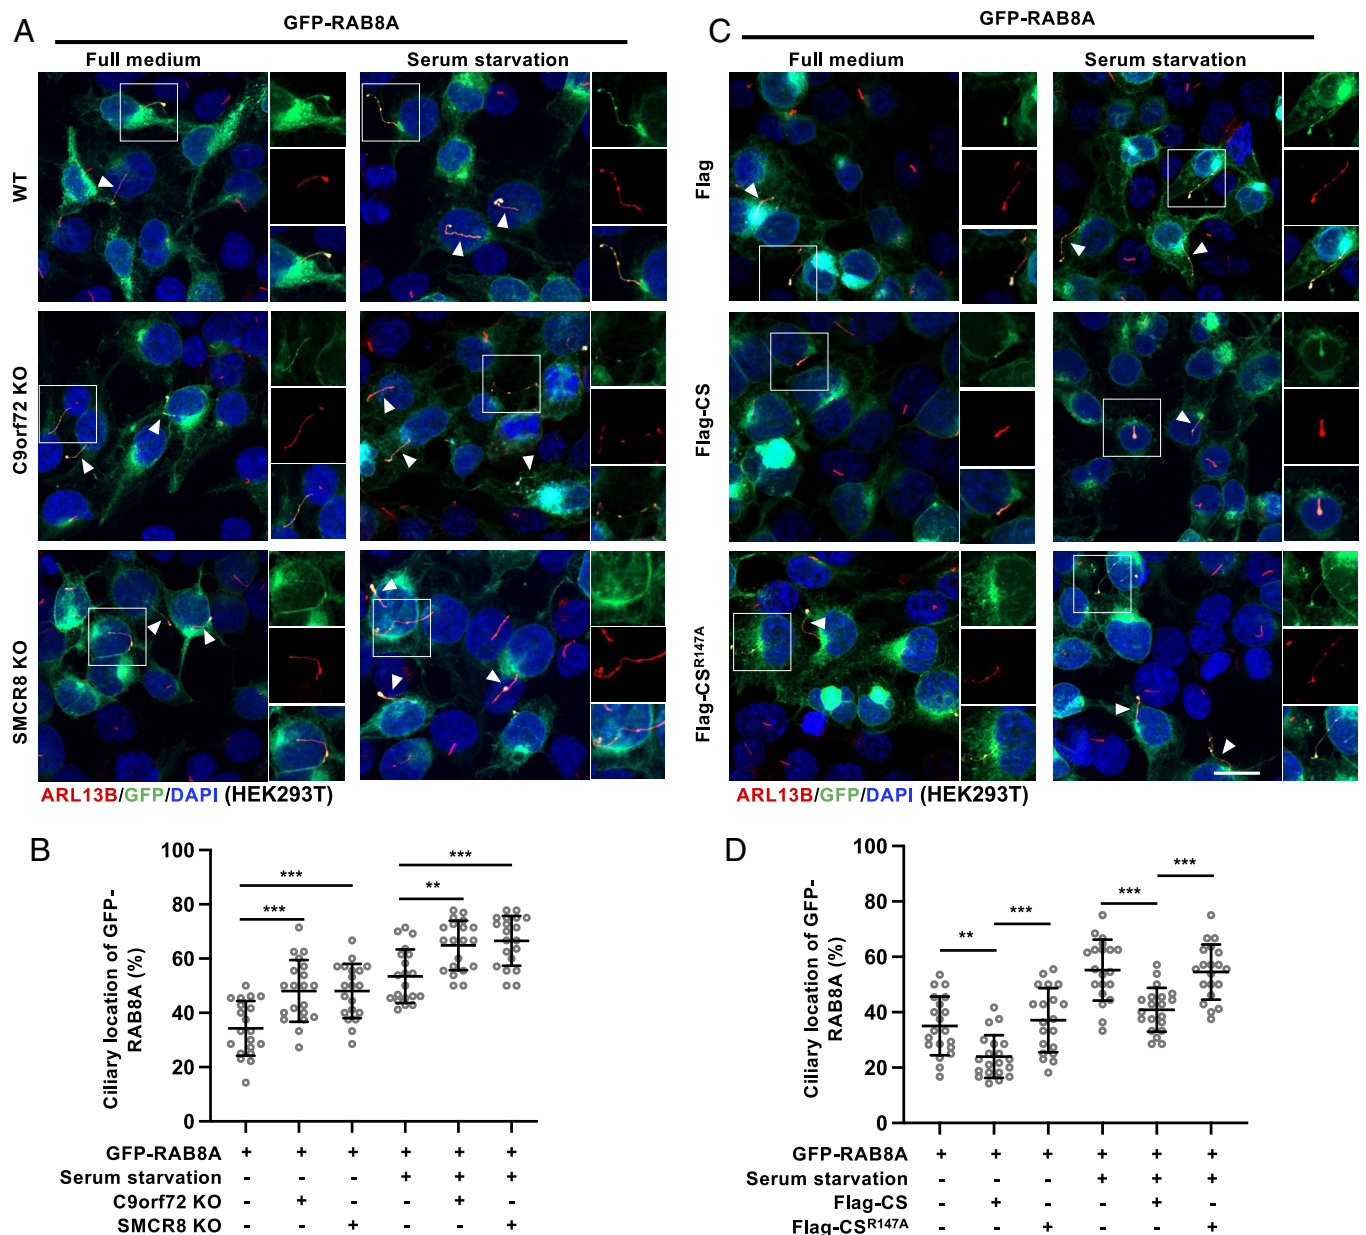 A
GFP-RAB8A
Full medium
Serum starvation
WT
C9orf72 KO
SMCR8 KO
ARL13B/GFP/DAPI (HEK293T)
C
GFP-RAB8A
Full medium
Serum starvation
Flag
Flag-CS
Flag-CSR147A
ARL13B/GFP/DAPI (HEK293T)
B
Ciliary location of GFP-
RAB8A (%)
100
80
60
40
20
0
***
***
***
**
GFP-RAB8A + + + + + +
Serum starvation - - - + + +
C9orf72 KO - + - - + -
SMCR8 KO - - + - - +
D
Ciliary location of GFP-
RAB8A (%)
100
80
60
40
20
0
**
***
***
***
GFP-RAB8A + + + + + +
Serum starvation - - - + + +
Flag-CS - + - - + -
Flag-CSR147A - - + - - +